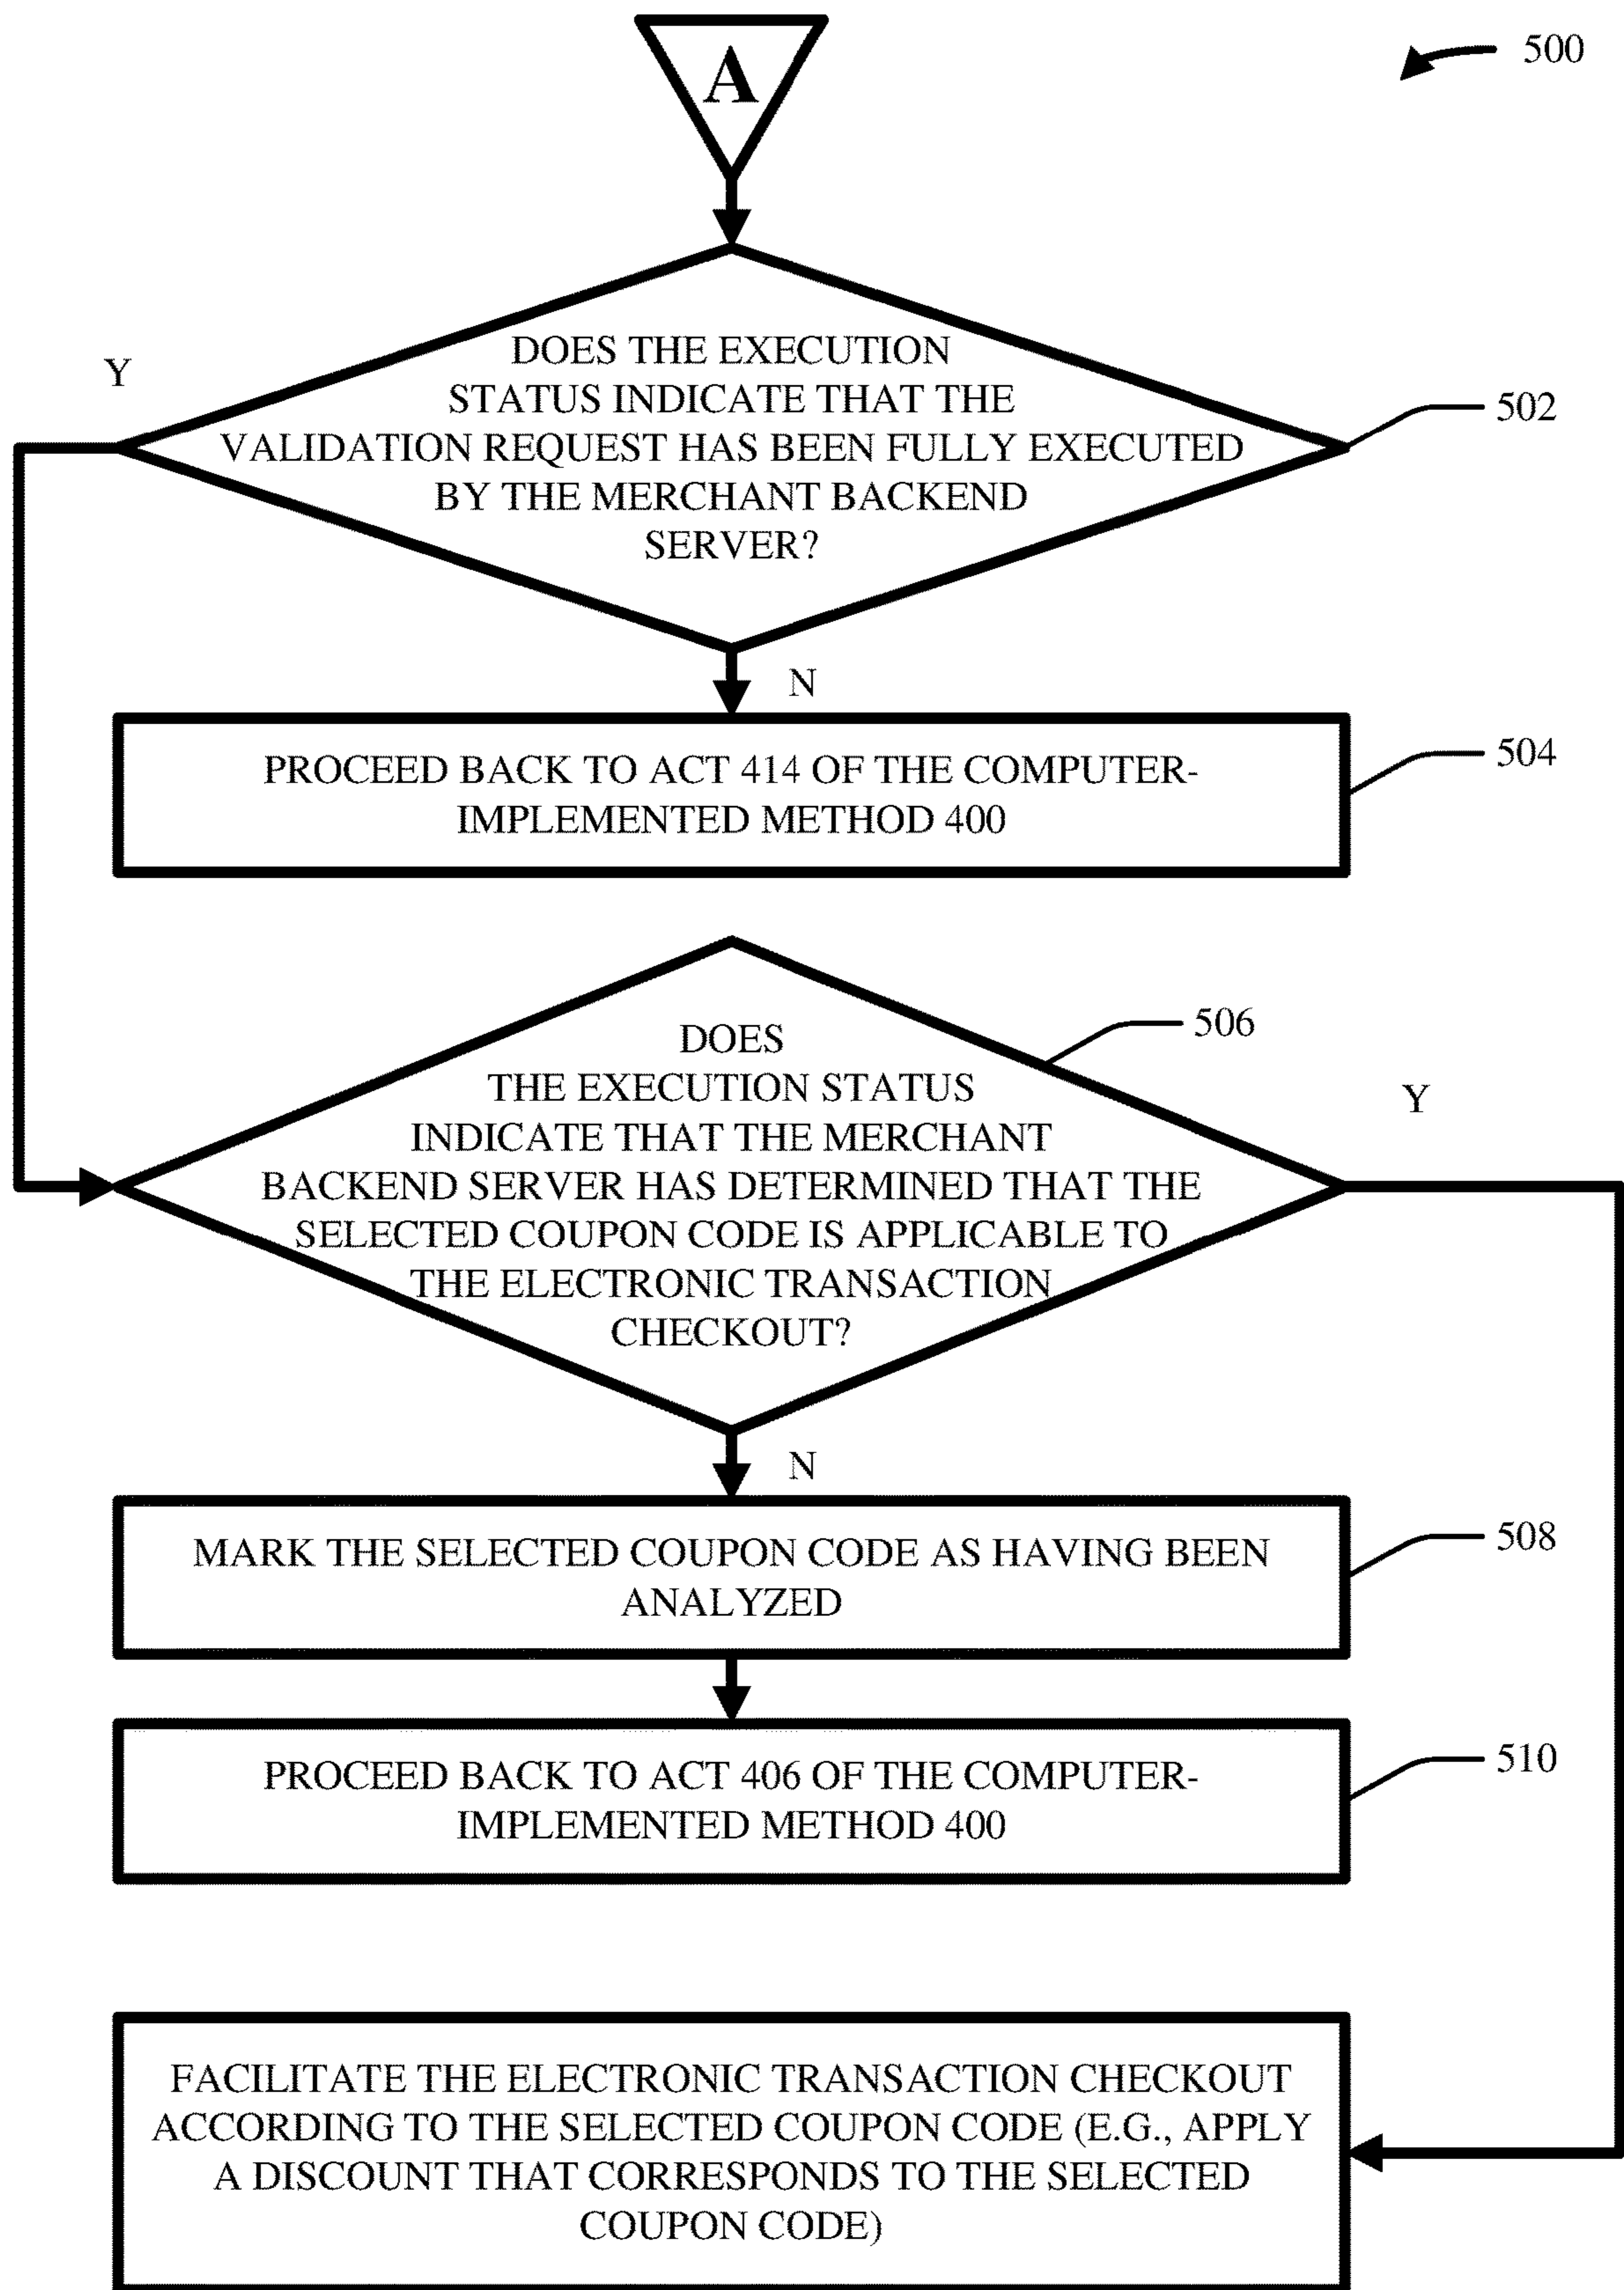 A
500
DOES THE EXECUTION
STATUS INDICATE THAT THE
VALIDATION REQUEST HAS BEEN FULLY EXECUTED
BY THE MERCHANT BACKEND
SERVER?
Y
502
N
PROCEED BACK TO ACT 414 OF THE COMPUTER-
IMPLEMENTED METHOD 400
504
DOES
THE EXECUTION STATUS
INDICATE THAT THE MERCHANT
BACKEND SERVER HAS DETERMINED THAT THE
SELECTED COUPON CODE IS APPLICABLE TO
THE ELECTRONIC TRANSACTION
CHECKOUT?
506
Y
N
MARK THE SELECTED COUPON CODE AS HAVING BEEN
ANALYZED
508
PROCEED BACK TO ACT 406 OF THE COMPUTER-
IMPLEMENTED METHOD 400
510
FACILITATE THE ELECTRONIC TRANSACTION CHECKOUT
ACCORDING TO THE SELECTED COUPON CODE (E.G., APPLY
A DISCOUNT THAT CORRESPONDS TO THE SELECTED
COUPON CODE)